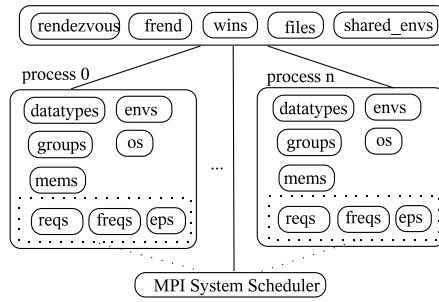 rendezvous frend wins files shared_envs
process 0 process n
datatypes envs datatypes envs
groups os groups os
mems mems
...
reqs freqs eps reqs freqs eps
MPI System Scheduler